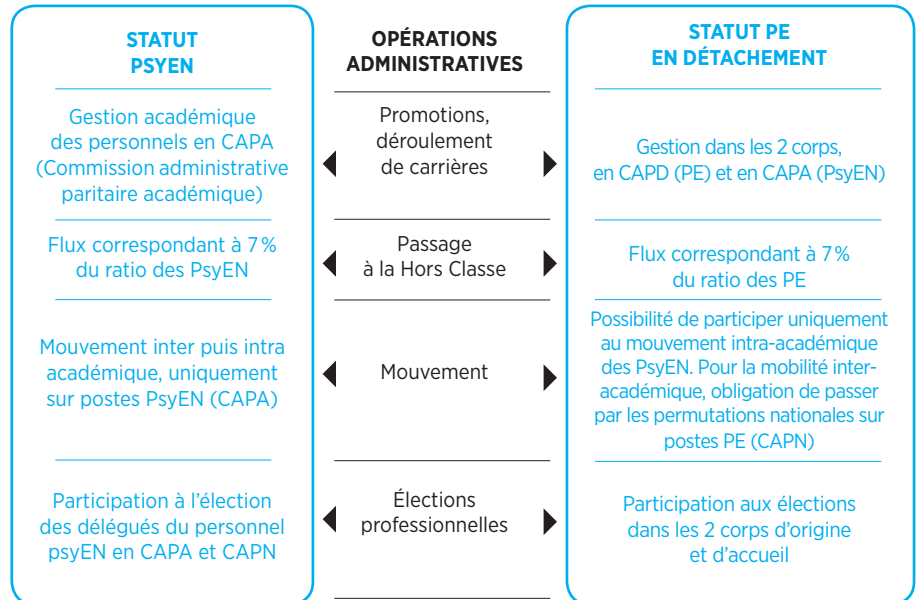 STATUT
PSYEN
OPÉRATIONS
ADMINISTRATIVES
STATUT PE
EN DÉTACHEMENT
Gestion académique
des personnels en CAPA
(Commission administrative
paritaire académique)
Promotions,
déroulement
de carrières
Gestion dans les 2 corps,
en CAPD (PE) et en CAPA (PsyEN)
Flux correspondant à 7 %
du ratio des PsyEN
Passage
à la Hors Classe
Flux correspondant à 7 %
du ratio des PE
Mouvement inter puis intra
académique, uniquement
sur postes PsyEN (CAPA)
Mouvement
Possibilité de participer uniquement
au mouvement intra-académique
des PsyEN. Pour la mobilité inter-
académique, obligation de passer
par les permutations nationales sur
postes PE (CAPN)
Participation à l’élection
des délégués du personnel
psyEN en CAPA et CAPN
Élections
professionnelles
Participation aux élections
dans les 2 corps d’origine
et d’accueil